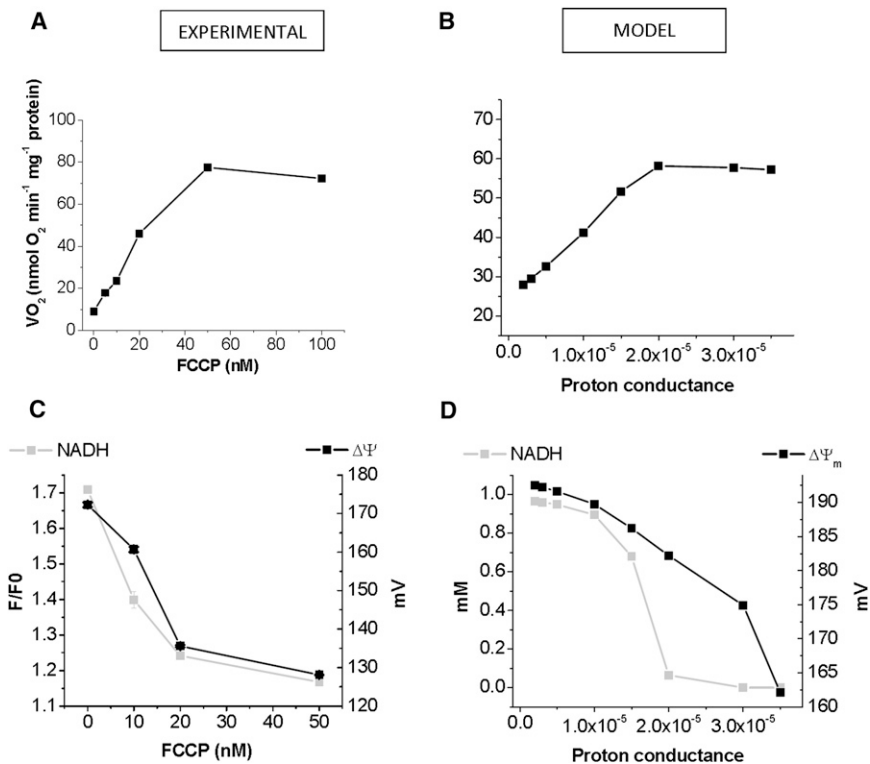 A
EXPERIMENTAL
VO₂ (nmol O₂ min⁻¹ mg⁻¹ protein)
100
80
60
40
20
0
0 20 40 60 80 100
FCCP (nM)
B
MODEL
70
60
50
40
30
20
0.0 1.0x10⁻⁵ 2.0x10⁻⁵ 3.0x10⁻⁵
Proton conductance
C
NADH ΔΨ
F/F0
1.7
1.6
1.5
1.4
1.3
1.2
1.1
180
170
160
150
140
130
120
mV
0 10 20 30 40 50
FCCP (nM)
D
NADH ΔΨₘ
mM
1.0
0.8
0.6
0.4
0.2
0.0
190
185
180
175
170
165
160
mV
0.0 1.0x10⁻⁵ 2.0x10⁻⁵ 3.0x10⁻⁵
Proton conductance